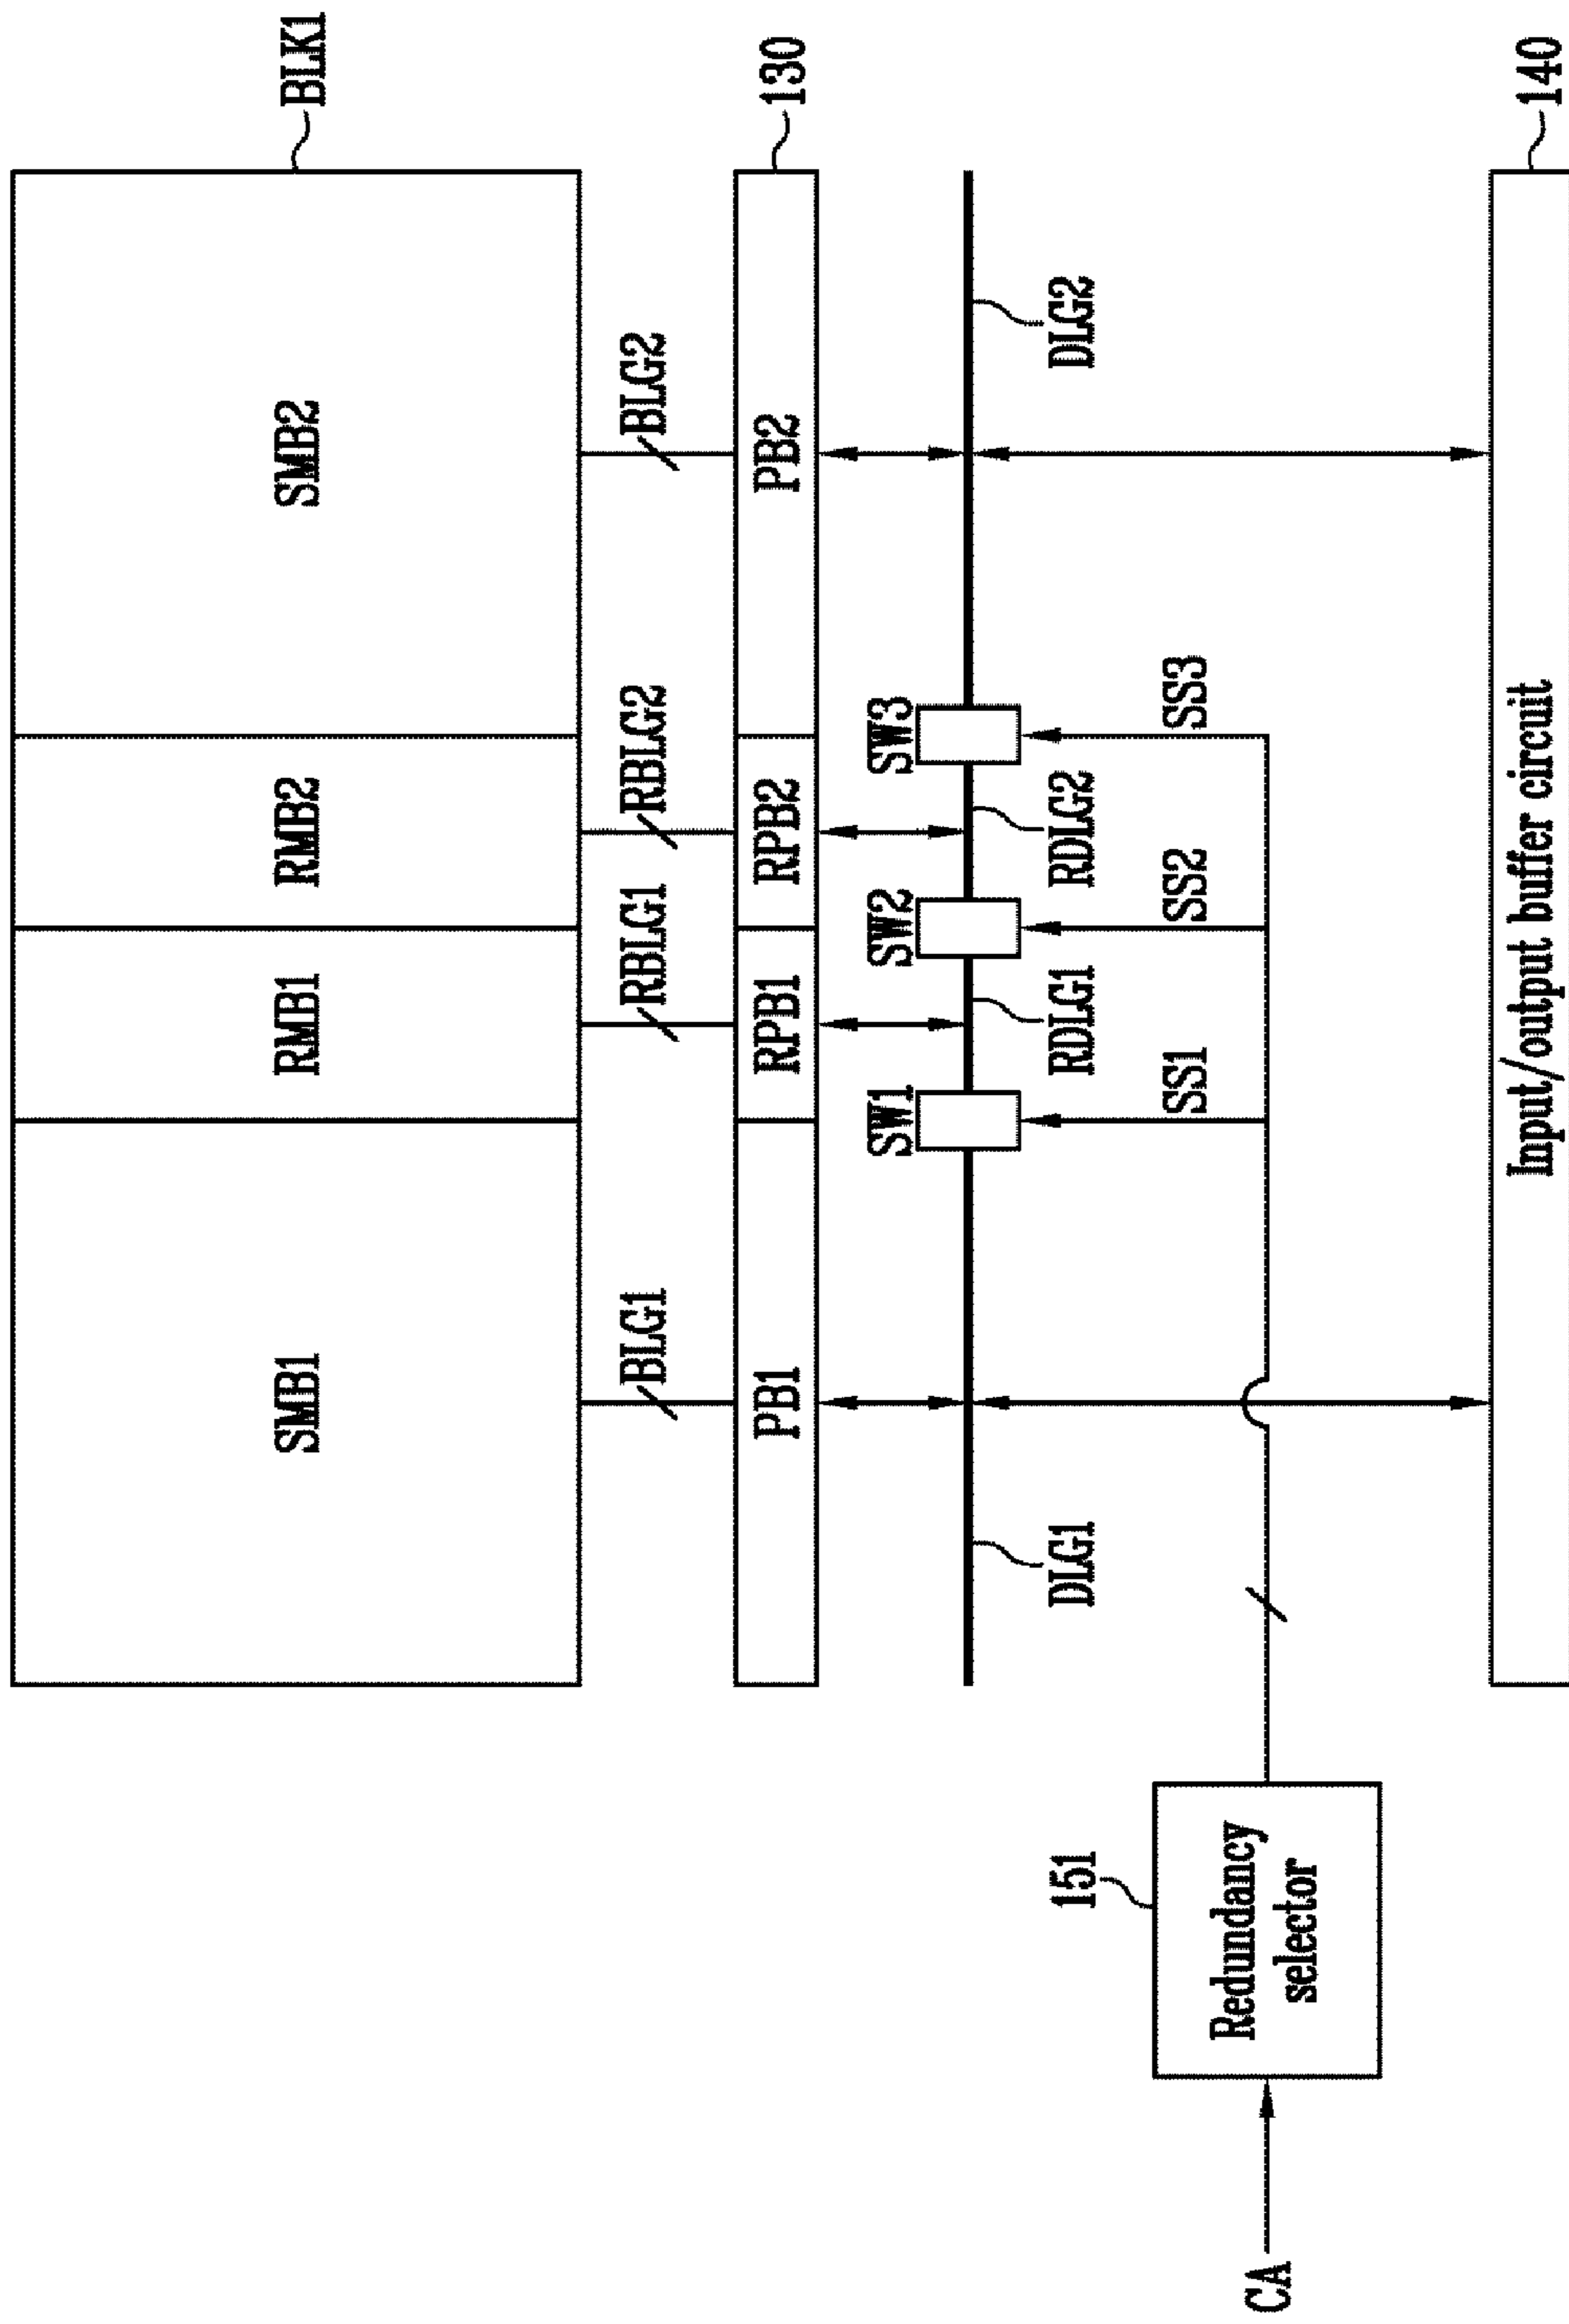 BLK1
SMB1
RMB1
RMB2
SMB2
BLG1
RBLG1
RBLG2
BLG2
130
PB1
RPB1
RPB2
PB2
SW1
SW2
SW3
DLG1
RDLG1
RDLG2
DLG2
151
SS1
SS2
SS3
CA
Redundancy
selector
140
Input/output buffer circuit